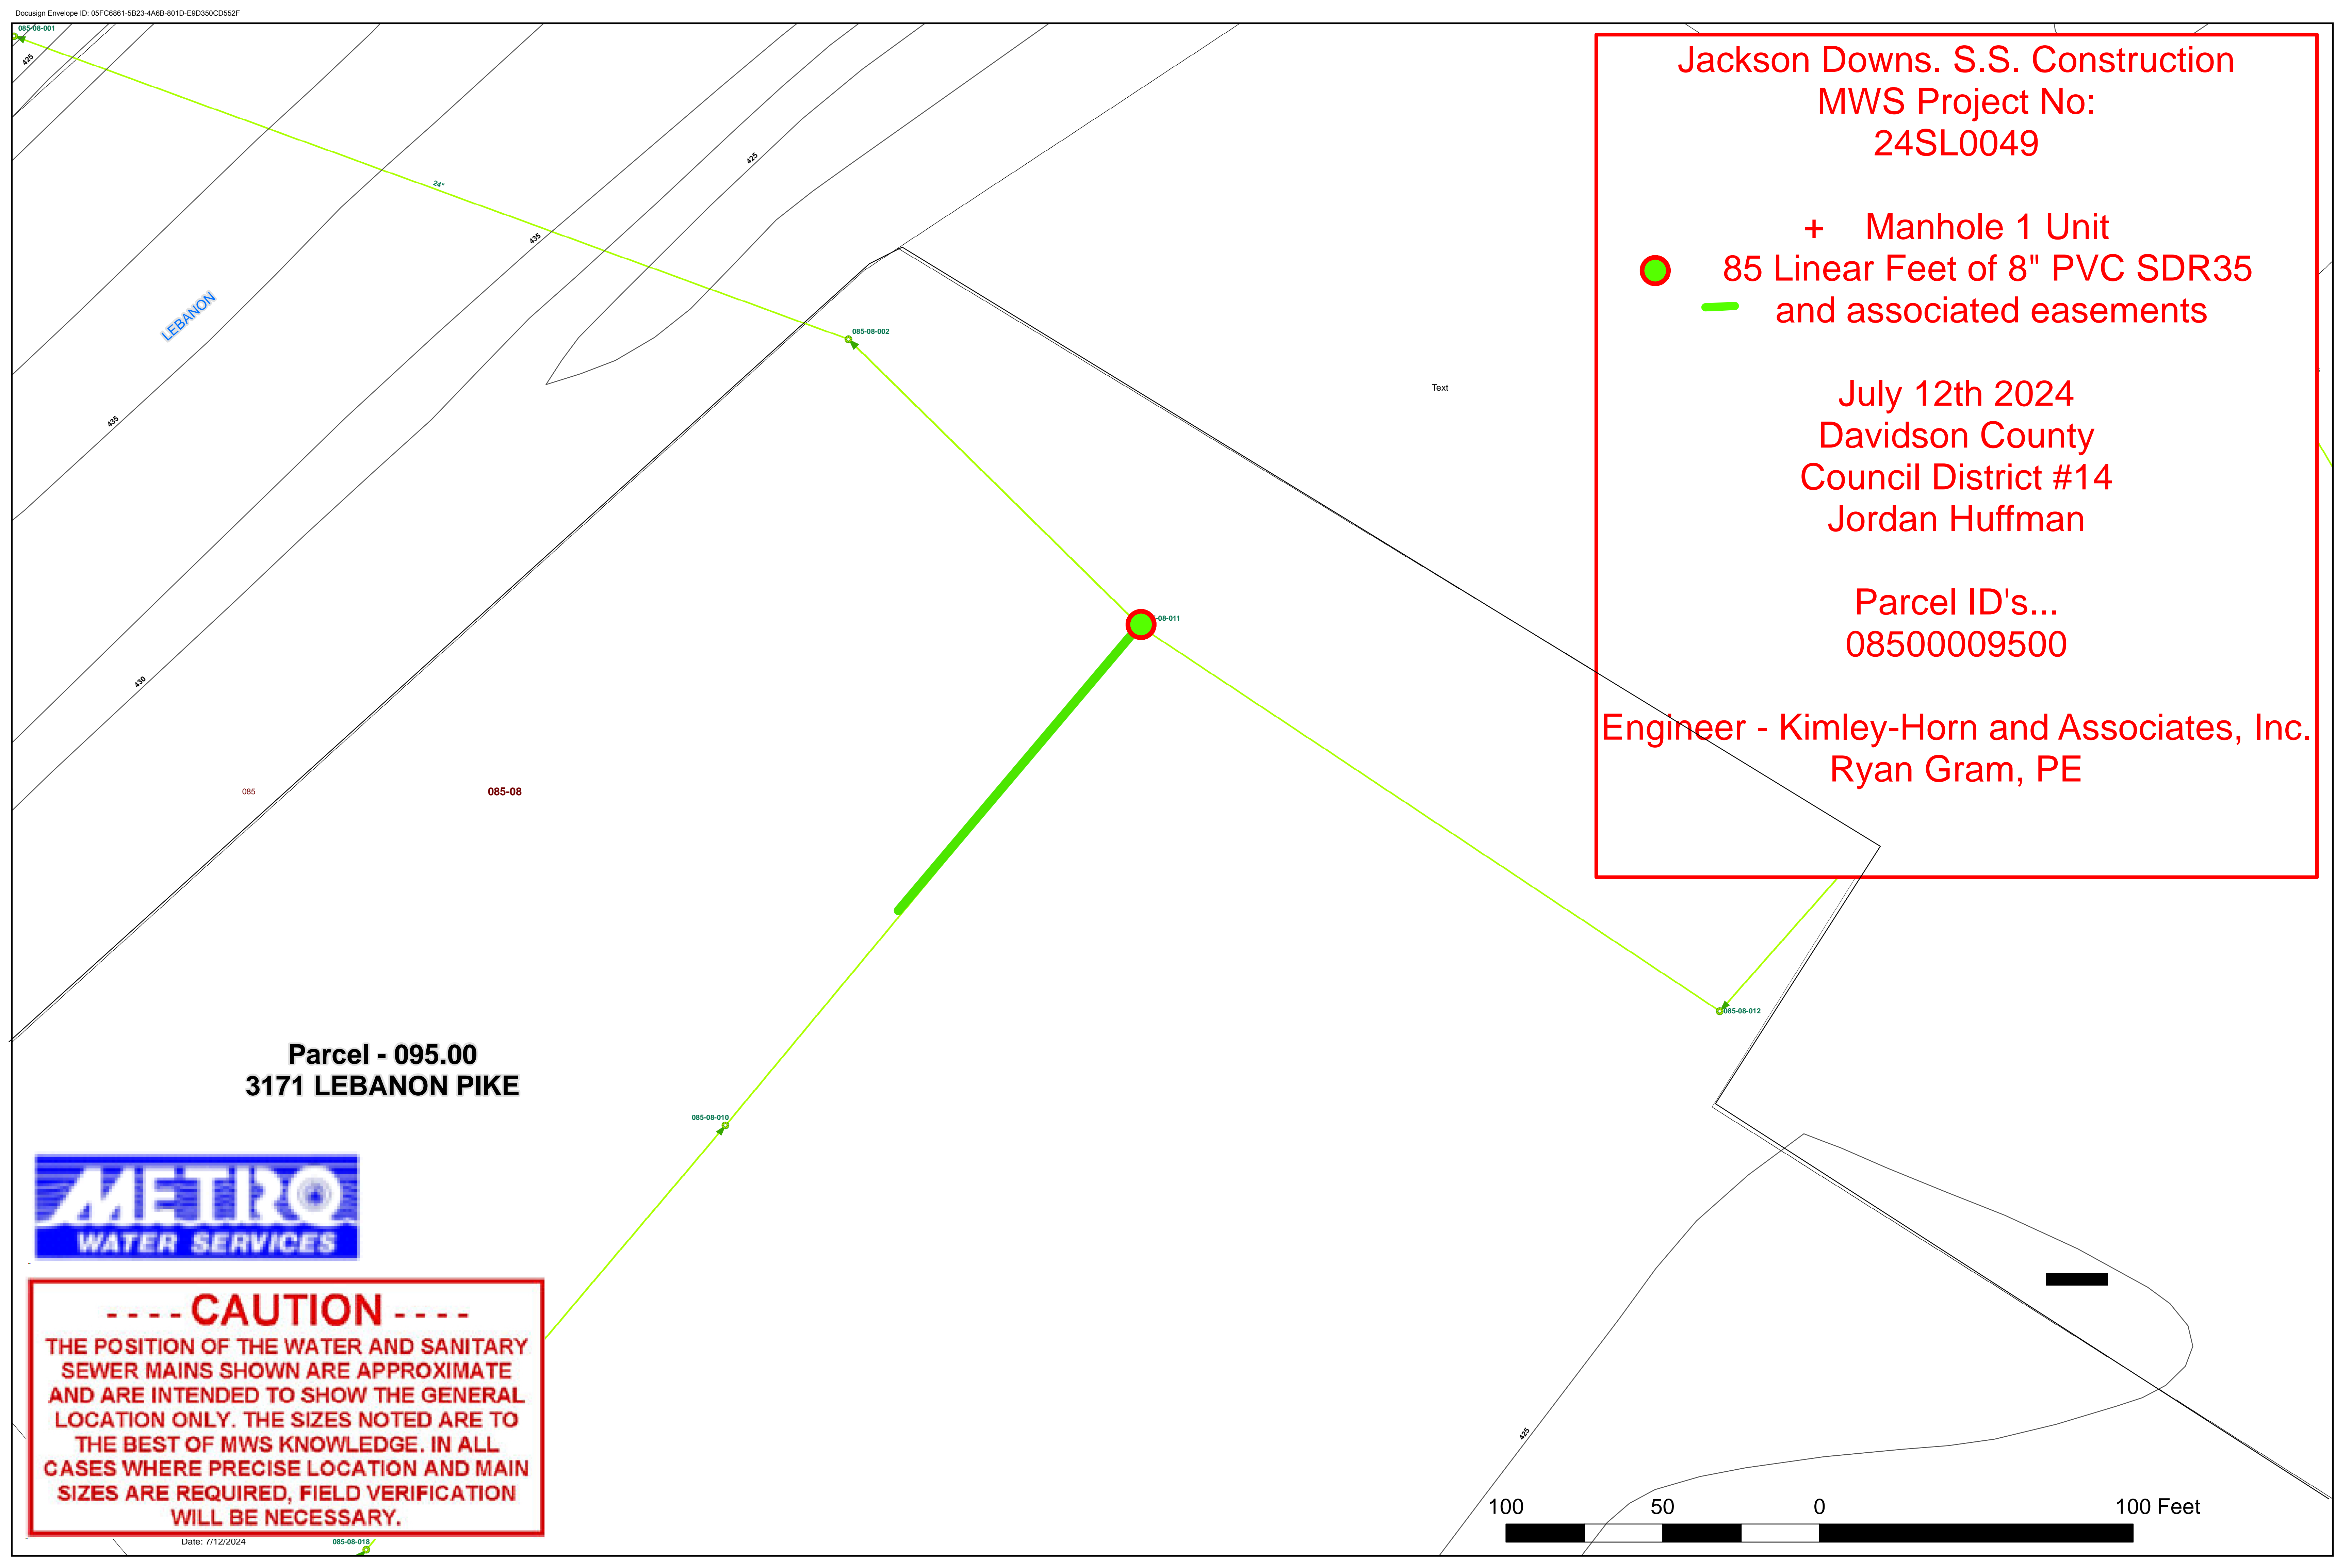 Docusign Envelope ID: 05FC6861-5B23-4A6B-801D-E9D350CD552F
085-08-001
425
24"
425
435
LEBANON
435
085-08-002
Text
Jackson Downs. S.S. Construction
MWS Project No:
24SL0049
+ Manhole 1 Unit
85 Linear Feet of 8" PVC SDR35
and associated easements
July 12th 2024
Davidson County
Council District #14
Jordan Huffman
Parcel ID's...
08500009500
Engineer - Kimley-Horn and Associates, Inc.
Ryan Gram, PE
-08-011
430
085
085-08
085-08-012
Parcel - 095.00
3171 LEBANON PIKE
085-08-010
METRO
WATER SERVICES
- - - - CAUTION - - - -
THE POSITION OF THE WATER AND SANITARY
SEWER MAINS SHOWN ARE APPROXIMATE
AND ARE INTENDED TO SHOW THE GENERAL
LOCATION ONLY. THE SIZES NOTED ARE TO
THE BEST OF MWS KNOWLEDGE. IN ALL
CASES WHERE PRECISE LOCATION AND MAIN
SIZES ARE REQUIRED, FIELD VERIFICATION
WILL BE NECESSARY.
Date: 7/12/2024
085-08-018
425
100 50 0 100 Feet